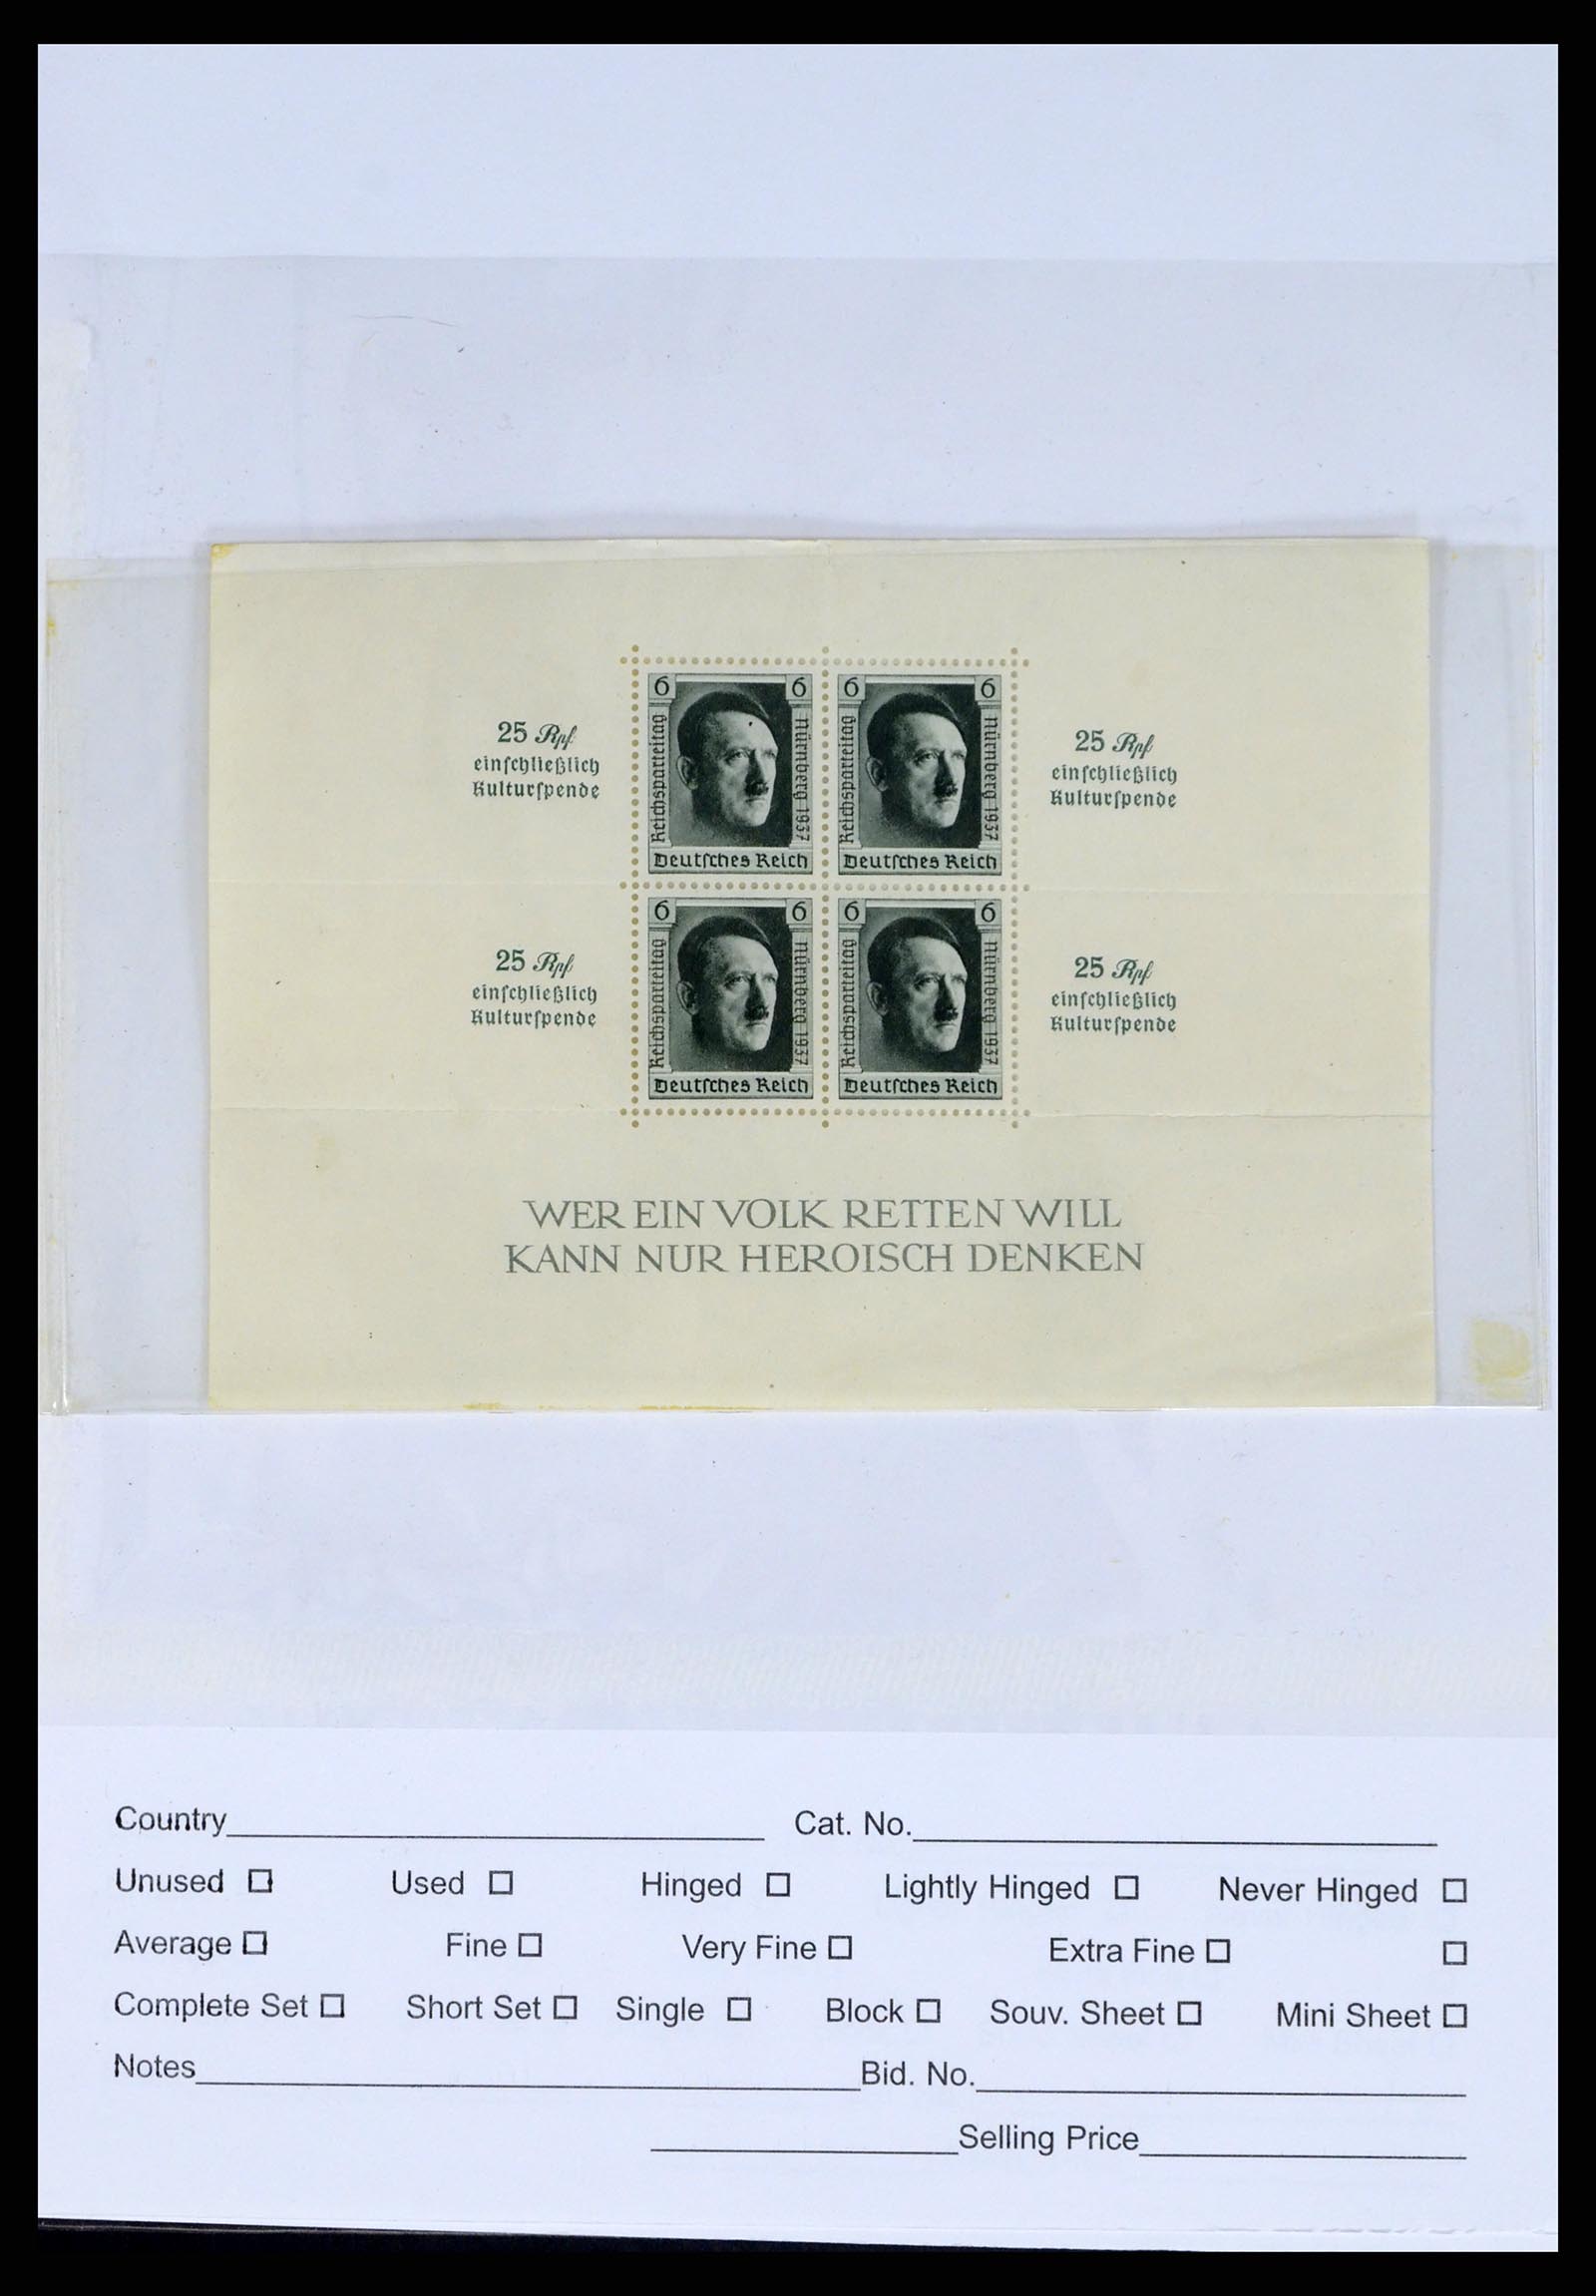 25 Rpf
einſchließlich
Kulturſpende
6 6
6 6
Reichsparteitag
Nürnberg 1937
Reichsparteitag
Nürnberg 1937
Deutſches Reich
Deutſches Reich
25 Rpf
einſchließlich
Kulturſpende
25 Rpf
einſchließlich
Kulturſpende
6 6
6 6
Reichsparteitag
Nürnberg 1937
Reichsparteitag
Nürnberg 1937
Deutſches Reich
Deutſches Reich
25 Rpf
einſchließlich
Kulturſpende
WER EIN VOLK RETTEN WILL
KANN NUR HEROISCH DENKEN
Country Cat. No.
Unused Used Hinged Lightly Hinged Never Hinged
Average Fine Very Fine Extra Fine
Complete Set Short Set Single Block Souv. Sheet Mini Sheet
Notes Bid. No.
Selling Price